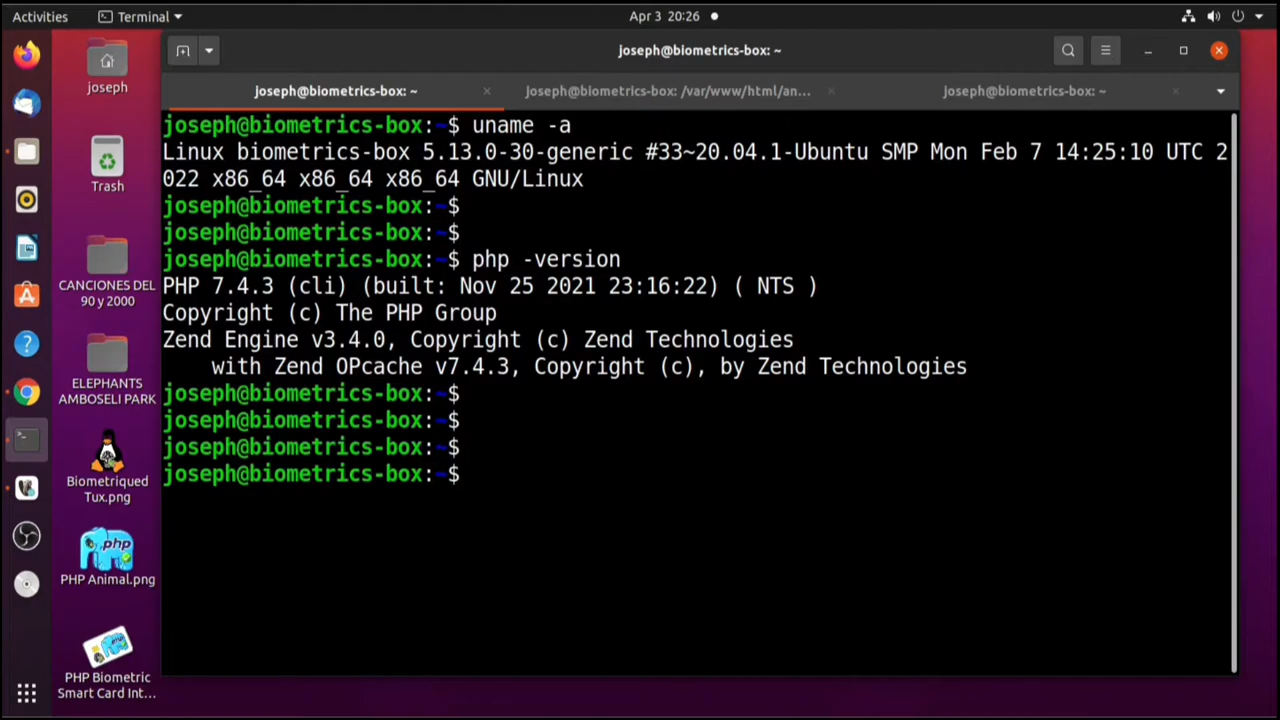 Activities
Terminal
Apr 3 20:26
joseph@biometrics-box: ~
joseph@biometrics-box: ~
joseph@biometrics-box: /var/www/html/an...
joseph@biometrics-box: ~
joseph
Trash
CANCIONES DEL
90 y 2000
ELEPHANTS
AMBOSELI PARK
Biometriqued
Tux.png
php
PHP Animal.png
PHP Biometric
Smart Card Int...
joseph@biometrics-box:~$ uname -a
Linux biometrics-box 5.13.0-30-generic #33~20.04.1-Ubuntu SMP Mon Feb 7 14:25:10 UTC 2
022 x86_64 x86_64 x86_64 GNU/Linux
joseph@biometrics-box:~$
joseph@biometrics-box:~$
joseph@biometrics-box:~$ php -version
PHP 7.4.3 (cli) (built: Nov 25 2021 23:16:22) ( NTS )
Copyright (c) The PHP Group
Zend Engine v3.4.0, Copyright (c) Zend Technologies
    with Zend OPcache v7.4.3, Copyright (c), by Zend Technologies
joseph@biometrics-box:~$
joseph@biometrics-box:~$
joseph@biometrics-box:~$
joseph@biometrics-box:~$